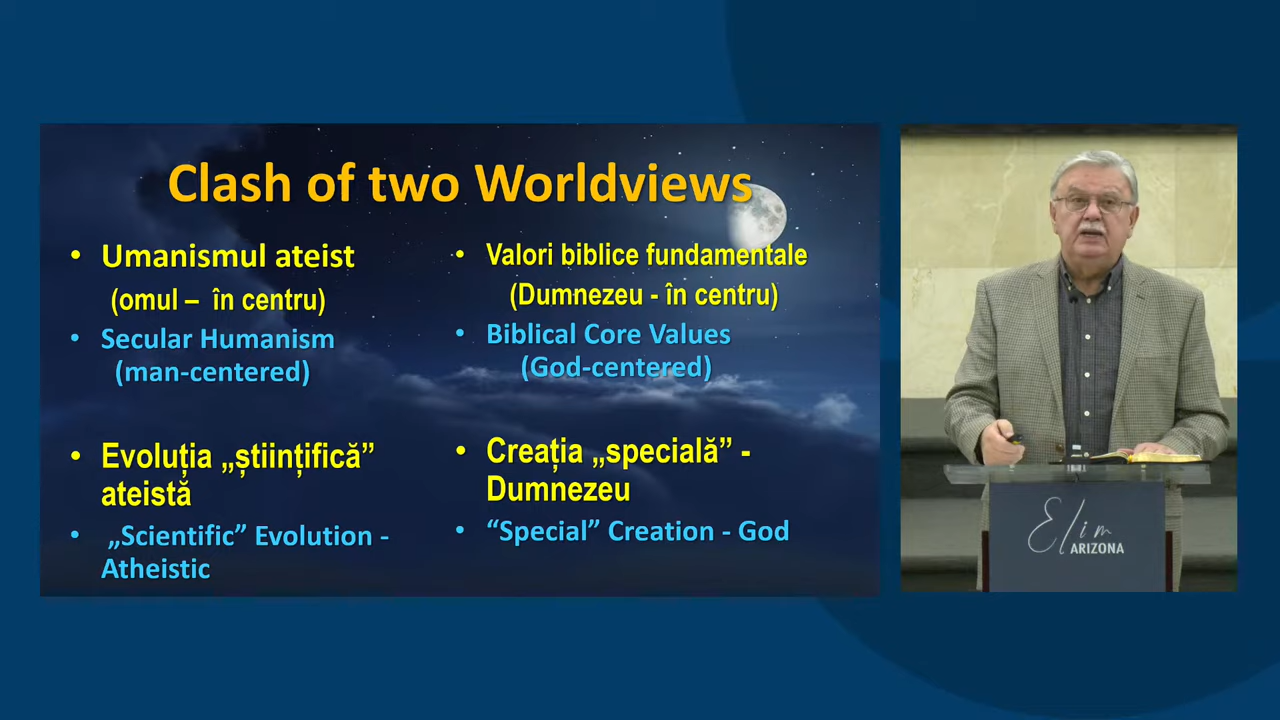 Clash of two Worldviews
• Umanismul ateist
(omul – în centru)
• Secular Humanism
(man-centered)
• Evoluția „științifică”
ateistă
• „Scientific” Evolution -
Atheistic
• Valori biblice fundamentale
(Dumnezeu - în centru)
• Biblical Core Values
(God-centered)
• Creația „specială” -
Dumnezeu
• “Special” Creation - God
Elim
ARIZONA